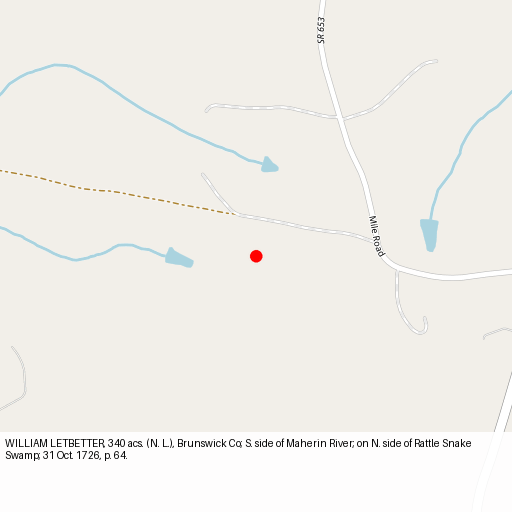 SR 653
Mile Road
WILLIAM LETBETTER, 340 acs. (N. L.), Brunswick Co; S. side of Maherin River; on N. side of Rattle Snake
Swamp; 31 Oct. 1726, p. 64.